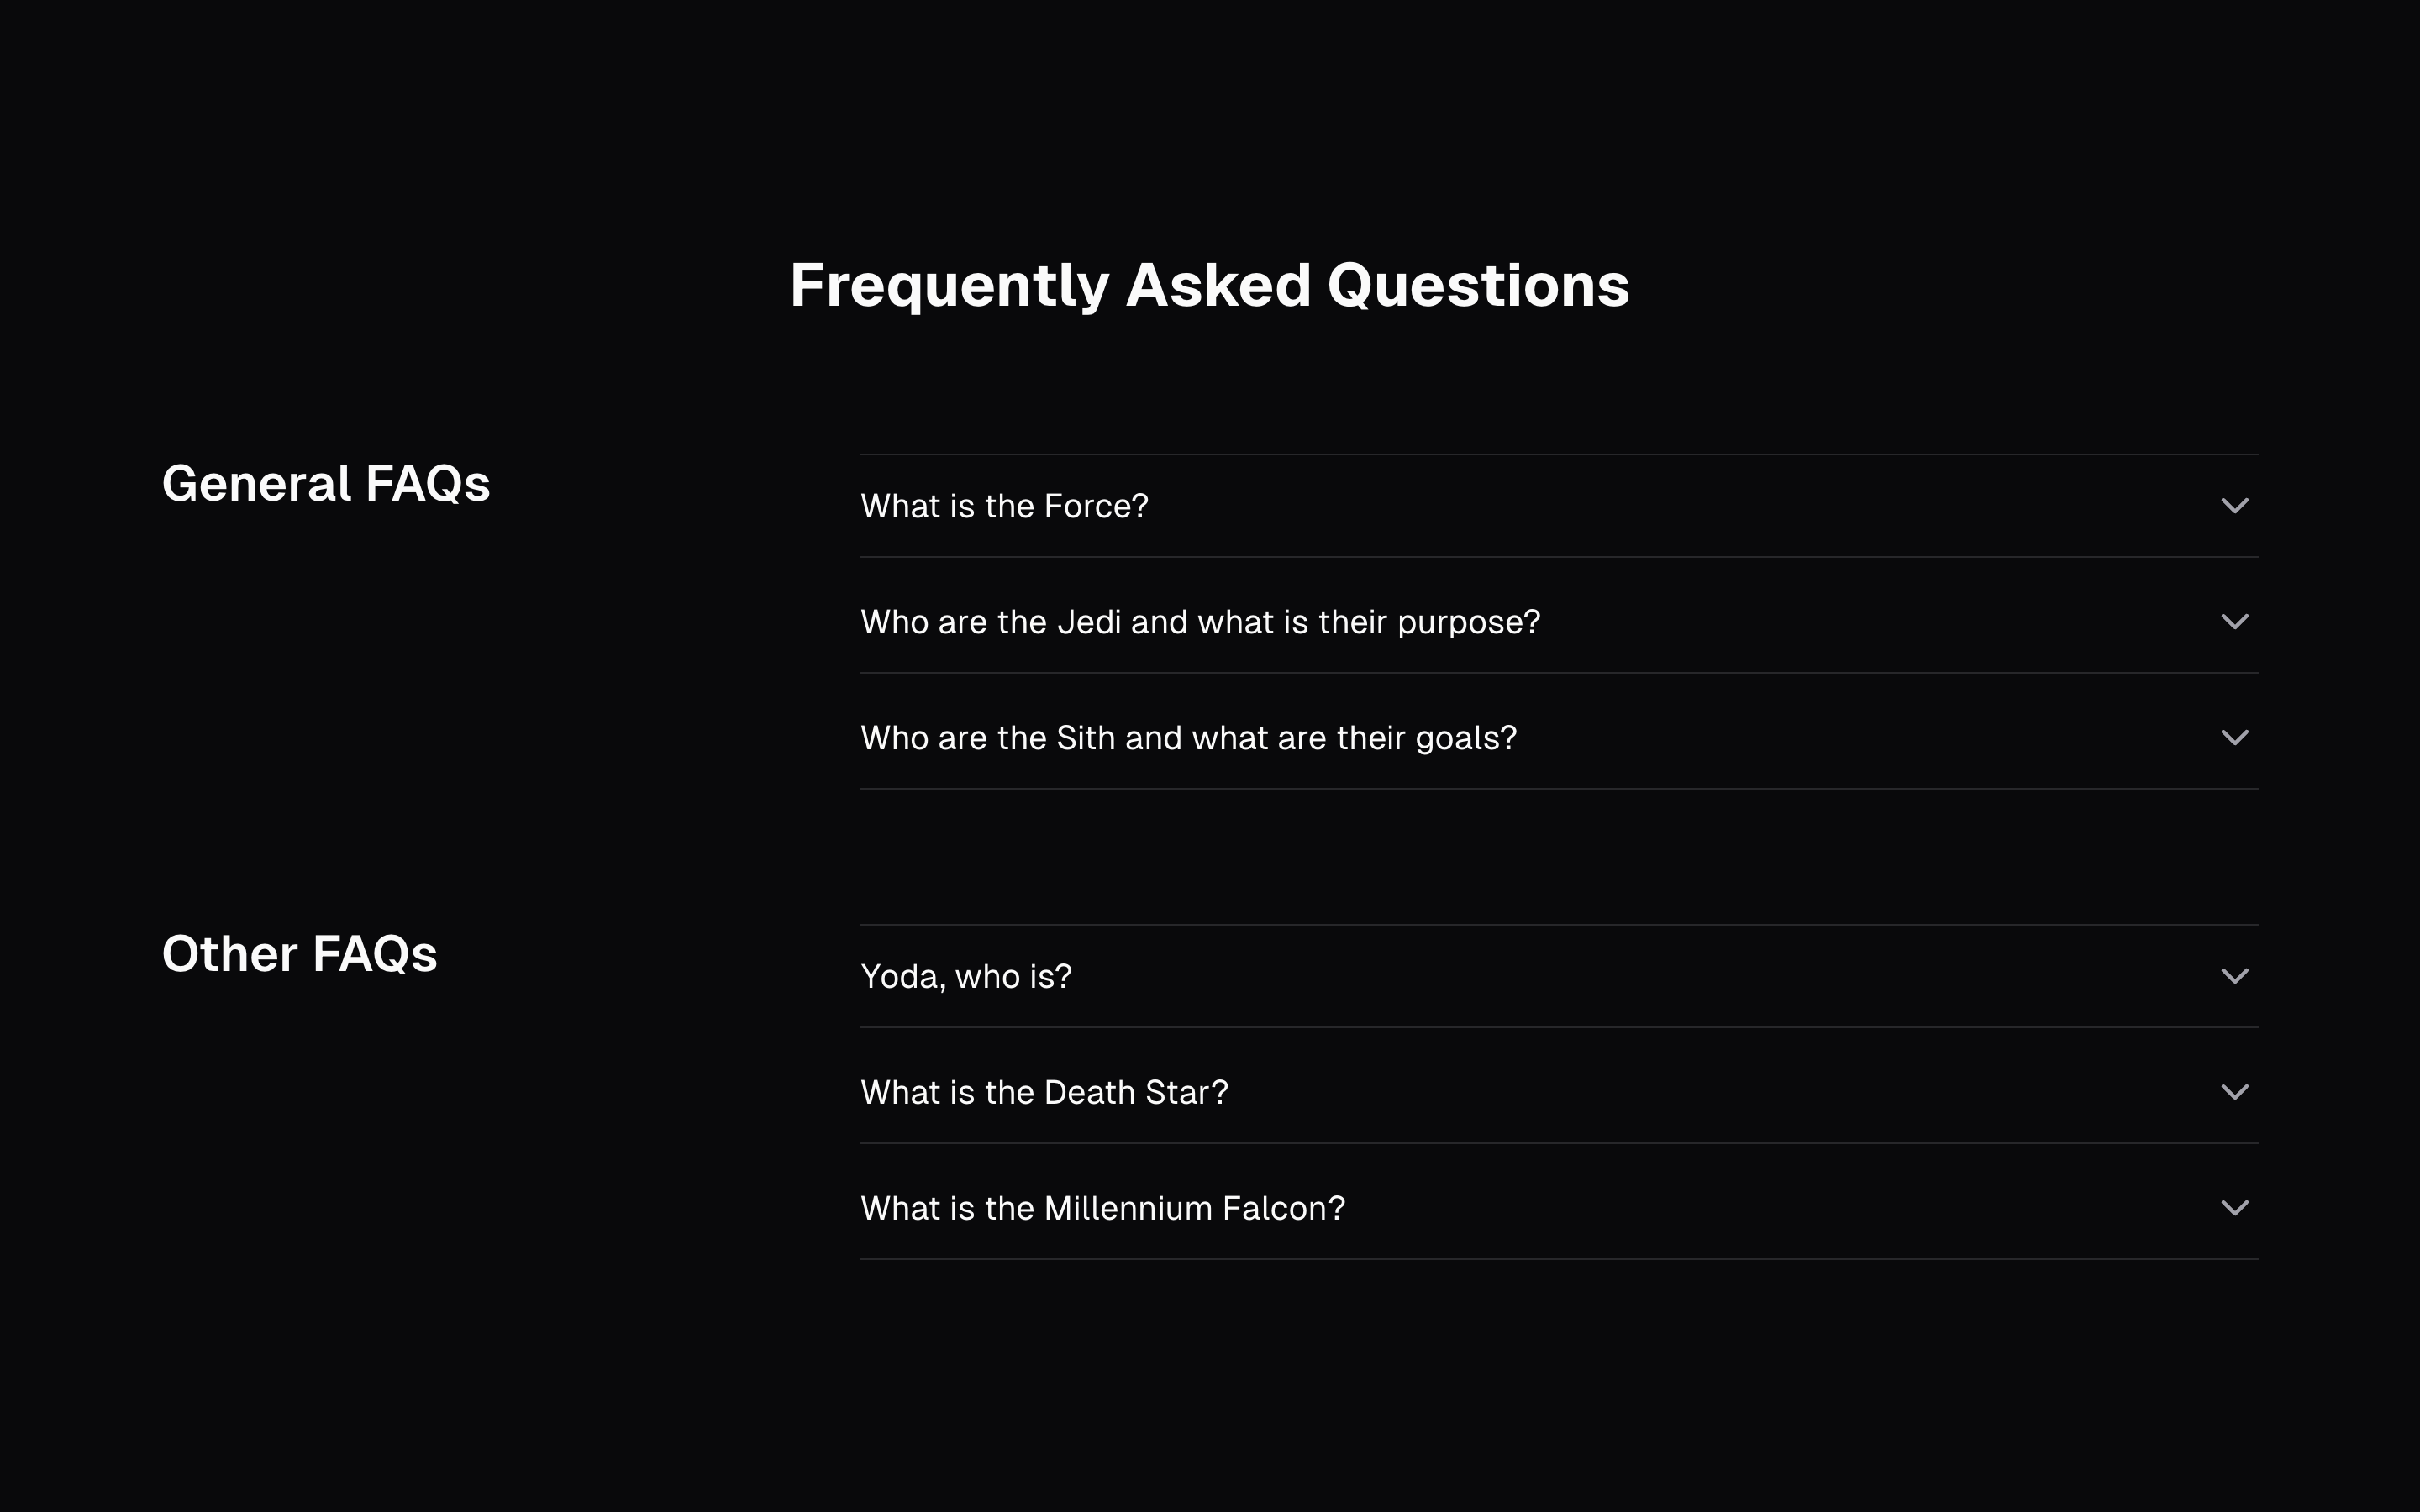 Frequently Asked Questions
General FAQs
What is the Force?
Who are the Jedi and what is their purpose?
Who are the Sith and what are their goals?
Other FAQs
Yoda, who is?
What is the Death Star?
What is the Millennium Falcon?